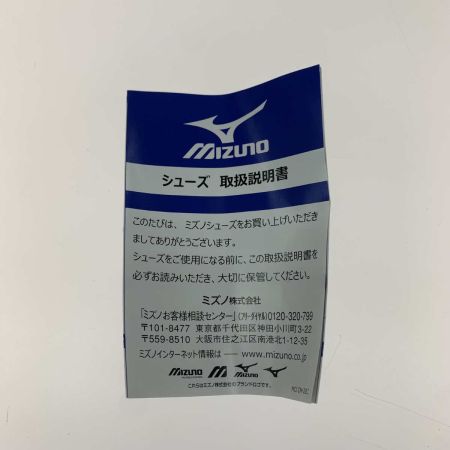 MIZUNO
シューズ 取扱説明書
このたびは、ミズノシューズをお買い上げいただき
ましてありがとうございます。
シューズをご使用になる前に、この取扱説明書を
必ずお読みいただき、大切に保管してください。
ミズノ株式会社
「ミズノお客様相談センター」(フリーダイヤル)0120-320-799
〒101-8477 東京都千代田区神田小川町3-22
〒559-8510 大阪市住之江区南港北1-12-35
ミズノインターネット情報は ― www.mizuno.co.jp
MIZUNO
これらはミズノ株式会社のブランドロゴです。